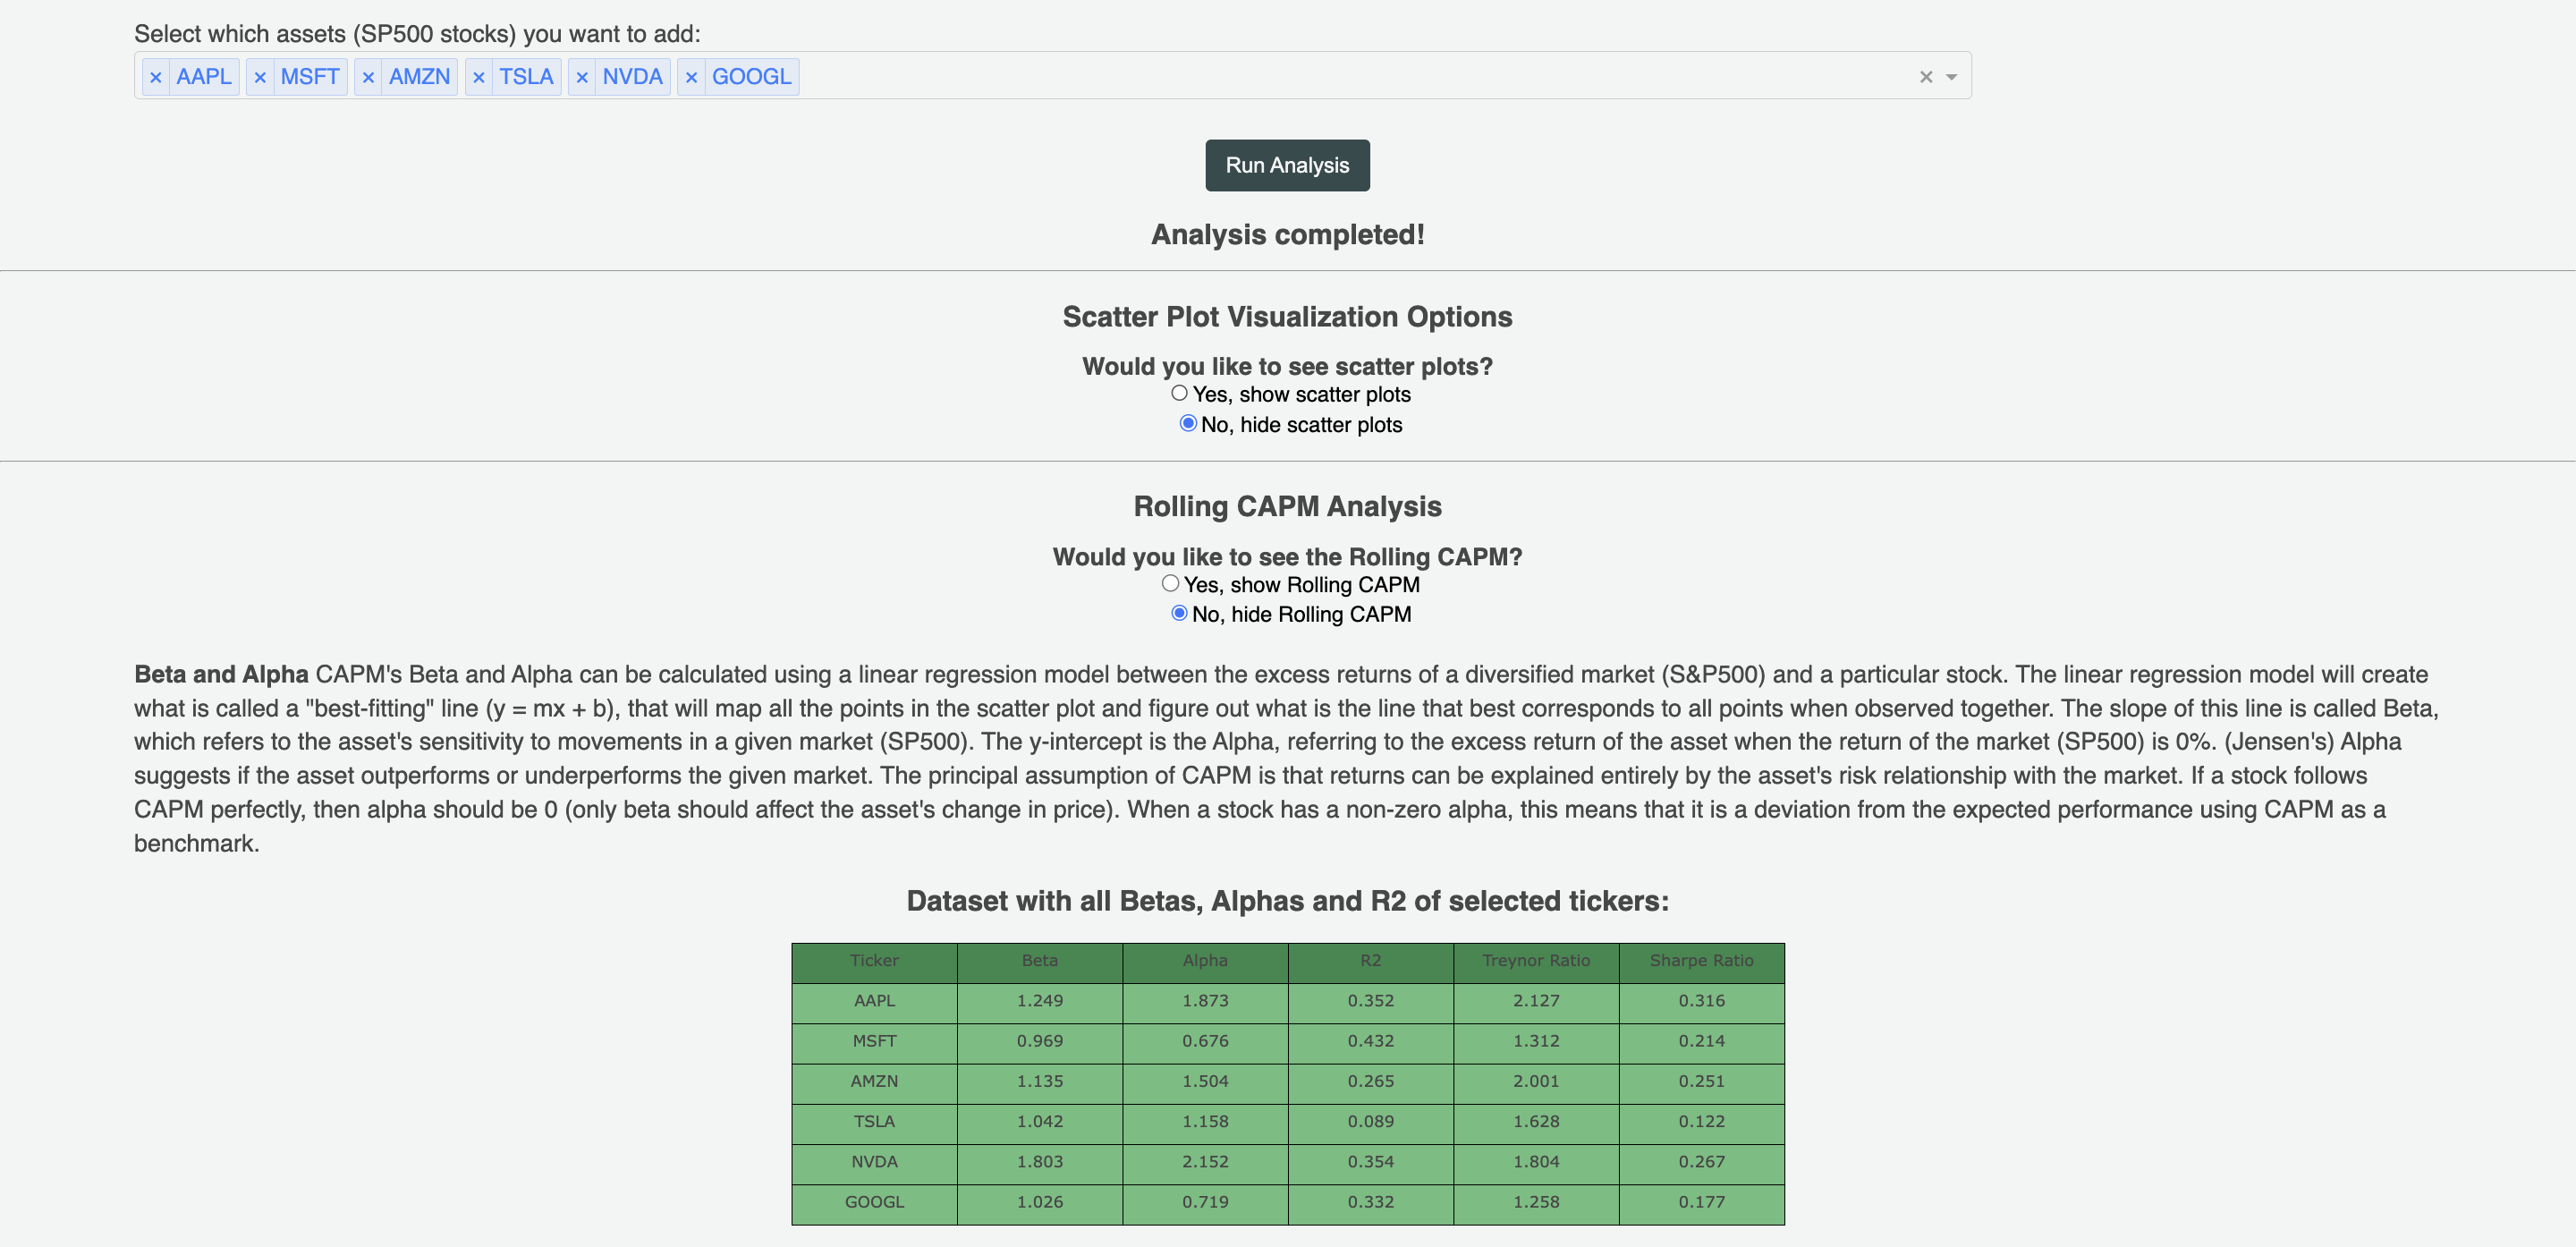 Select which assets (SP500 stocks) you want to add:
× AAPL × MSFT × AMZN × TSLA × NVDA × GOOGL ×
Run Analysis
Analysis completed!
Scatter Plot Visualization Options
Would you like to see scatter plots?
Yes, show scatter plots
No, hide scatter plots
Rolling CAPM Analysis
Would you like to see the Rolling CAPM?
Yes, show Rolling CAPM
No, hide Rolling CAPM
Beta and Alpha CAPM's Beta and Alpha can be calculated using a linear regression model between the excess returns of a diversified market (S&P500) and a particular stock. The linear regression model will create
what is called a "best-fitting" line (y = mx + b), that will map all the points in the scatter plot and figure out what is the line that best corresponds to all points when observed together. The slope of this line is called Beta,
which refers to the asset's sensitivity to movements in a given market (SP500). The y-intercept is the Alpha, referring to the excess return of the asset when the return of the market (SP500) is 0%. (Jensen's) Alpha
suggests if the asset outperforms or underperforms the given market. The principal assumption of CAPM is that returns can be explained entirely by the asset's risk relationship with the market. If a stock follows
CAPM perfectly, then alpha should be 0 (only beta should affect the asset's change in price). When a stock has a non-zero alpha, this means that it is a deviation from the expected performance using CAPM as a
benchmark.
Dataset with all Betas, Alphas and R2 of selected tickers:
Ticker Beta Alpha R2 Treynor Ratio Sharpe Ratio
AAPL 1.249 1.873 0.352 2.127 0.316
MSFT 0.969 0.676 0.432 1.312 0.214
AMZN 1.135 1.504 0.265 2.001 0.251
TSLA 1.042 1.158 0.089 1.628 0.122
NVDA 1.803 2.152 0.354 1.804 0.267
GOOGL 1.026 0.719 0.332 1.258 0.177